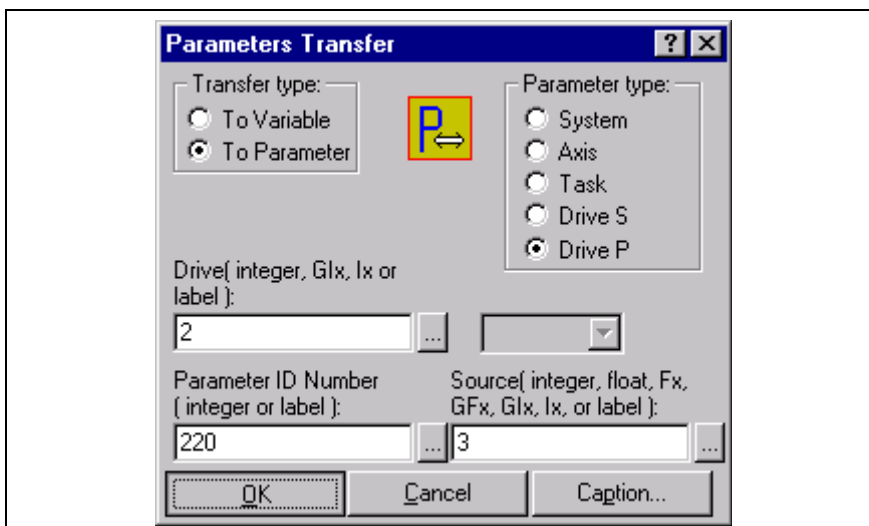 Parameters Transfer
Transfer type:
To Variable
To Parameter
P
Parameter type:
System
Axis
Task
Drive S
Drive P
Drive( integer, GIx, Ix or
label ):
2
...
Parameter ID Number
( integer or label ):
220
...
Source( integer, float, Fx,
GFx, GIx, Ix, or label ):
3
...
OK
Cancel
Caption...